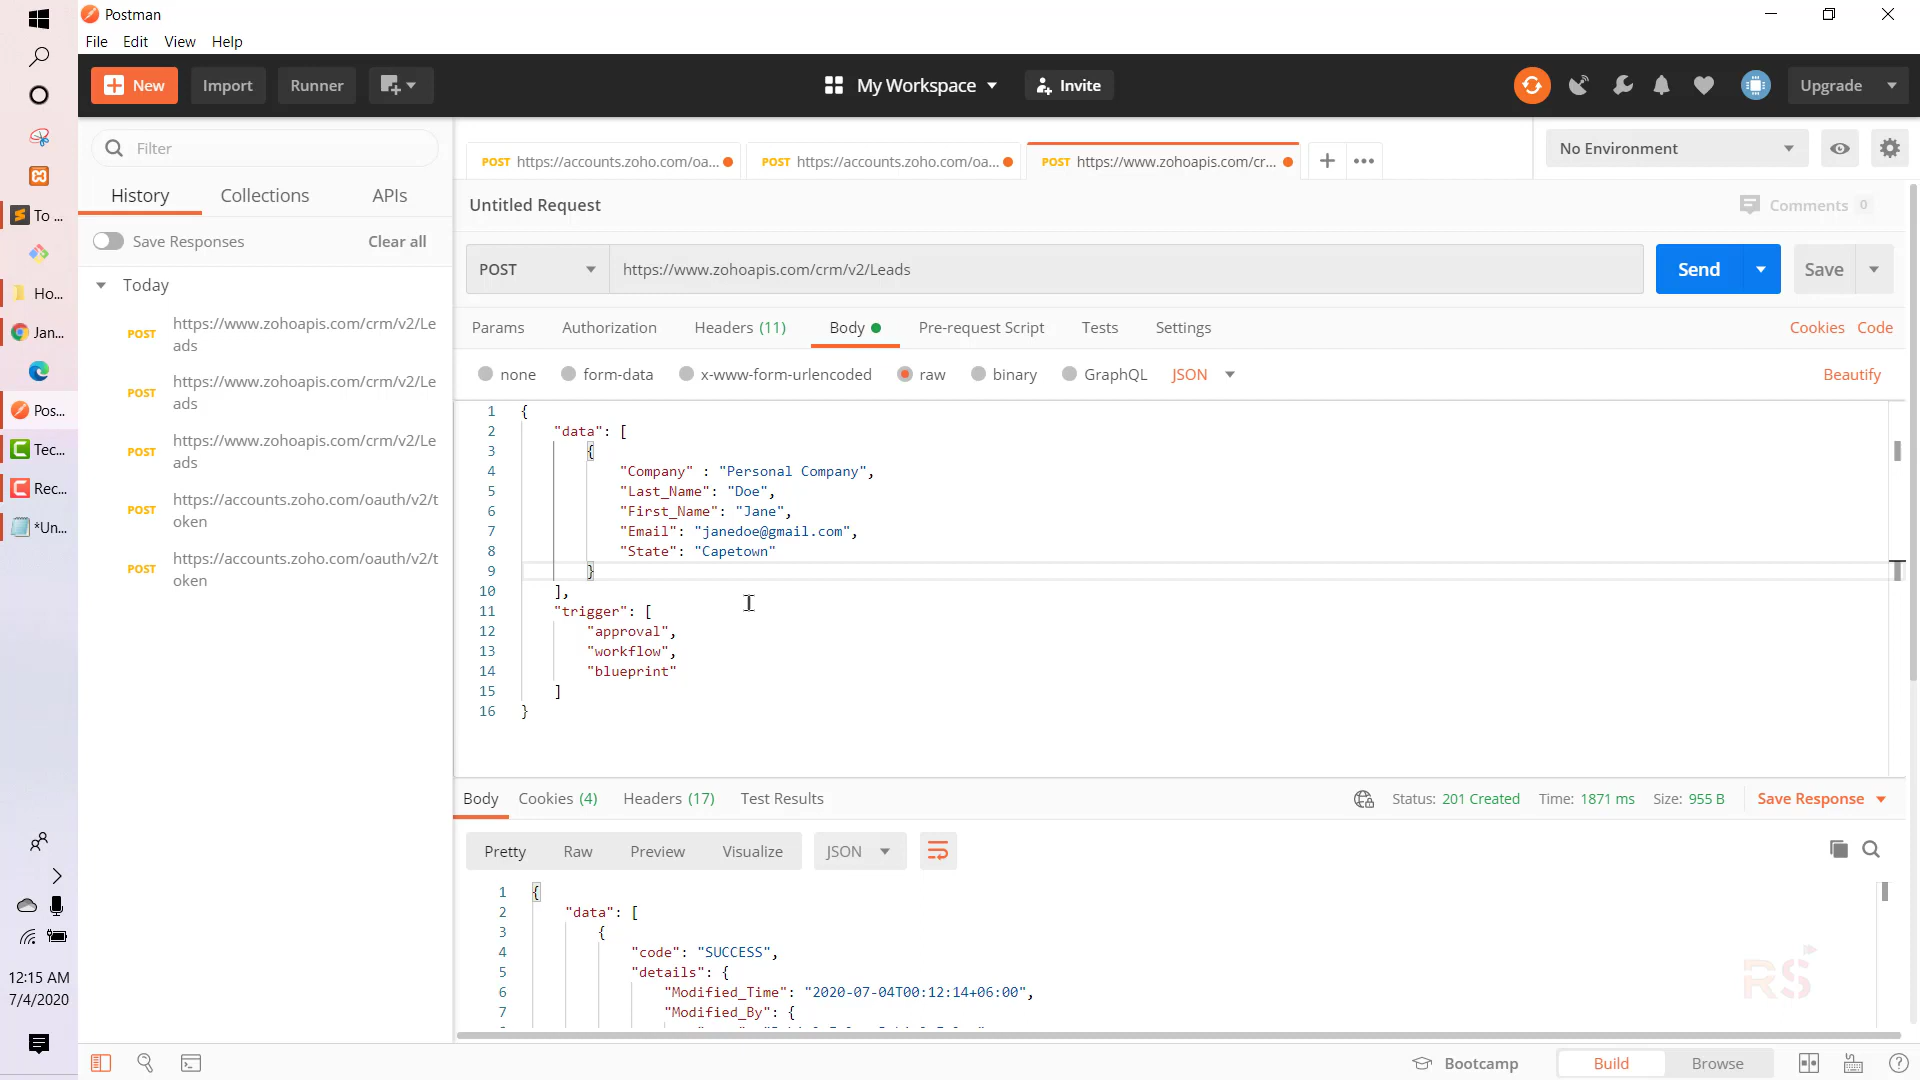 Postman
File Edit View Help
New Import Runner My Workspace Invite Upgrade
Filter
History Collections APIs
Save Responses Clear all
Today
POST https://www.zohoapis.com/crm/v2/Le
ads
POST https://www.zohoapis.com/crm/v2/Le
ads
POST https://www.zohoapis.com/crm/v2/Le
ads
POST https://accounts.zoho.com/oauth/v2/t
oken
POST https://accounts.zoho.com/oauth/v2/t
oken
To ...
Ho...
Jan...
Pos...
Tec...
Rec...
*Un...
12:15 AM
7/4/2020
POST https://accounts.zoho.com/oa... POST https://accounts.zoho.com/oa... POST https://www.zohoapis.com/cr... No Environment
Untitled Request Comments 0
POST https://www.zohoapis.com/crm/v2/Leads Send Save
Params Authorization Headers (11) Body Pre-request Script Tests Settings Cookies Code
none form-data x-www-form-urlencoded raw binary GraphQL JSON Beautify
1 {
2 "data": [
3 {
4 "Company" : "Personal Company",
5 "Last_Name": "Doe",
6 "First_Name": "Jane",
7 "Email": "janedoe@gmail.com",
8 "State": "Capetown"
9 }
10 ],
11 "trigger": [
12 "approval",
13 "workflow",
14 "blueprint"
15 ]
16 }
Body Cookies (4) Headers (17) Test Results Status: 201 Created Time: 1871 ms Size: 955 B Save Response
Pretty Raw Preview Visualize JSON
1 {
2 "data": [
3 {
4 "code": "SUCCESS",
5 "details": {
6 "Modified_Time": "2020-07-04T00:12:14+06:00",
7 "Modified_By": {
RS
Bootcamp Build Browse